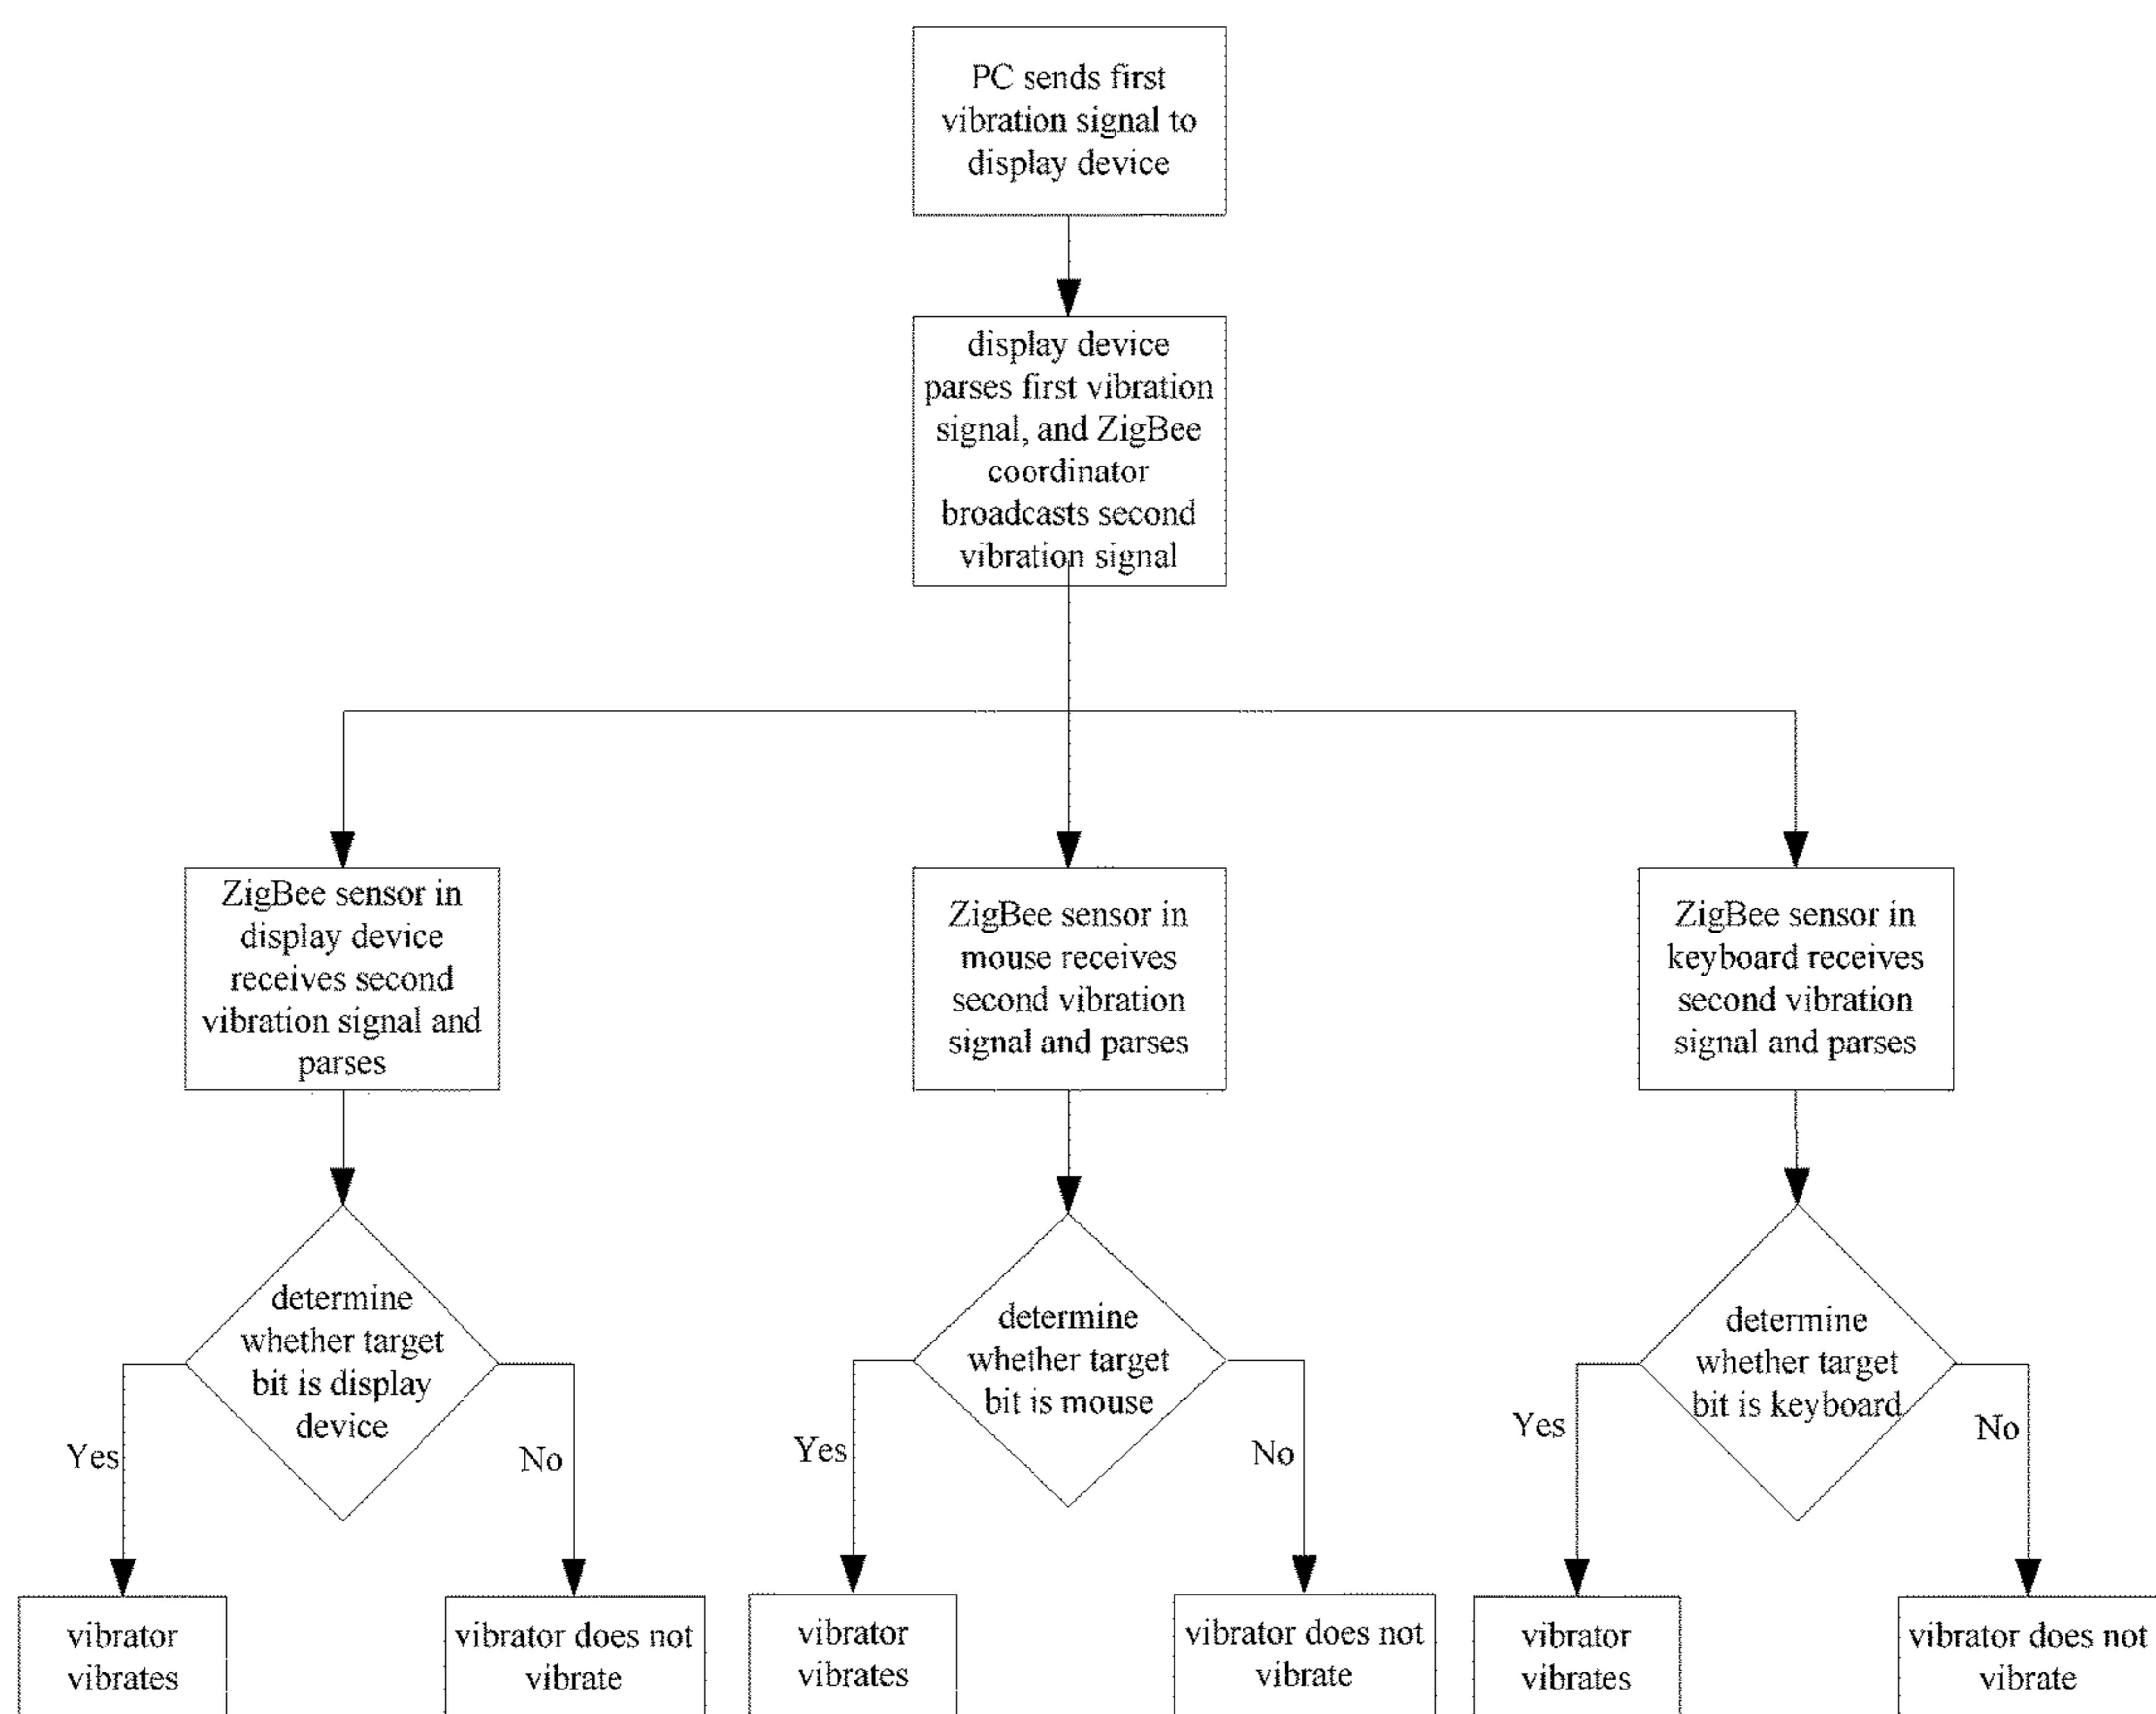 PC sends first
vibration signal to
display device
display device
parses first vibration
signal, and ZigBee
coordinator
broadcasts second
vibration signal
ZigBee sensor in
display device
receives second
vibration signal and
parses
ZigBee sensor in
mouse receives
second vibration
signal and parses
ZigBee sensor in
keyboard receives
second vibration
signal and parses
determine
whether target
bit is display
device
Yes
No
determine
whether target
bit is mouse
Yes
No
determine
whether target
bit is keyboard
Yes
No
vibrator
vibrates
vibrator does not
vibrate
vibrator
vibrates
vibrator does not
vibrate
vibrator
vibrates
vibrator does not
vibrate